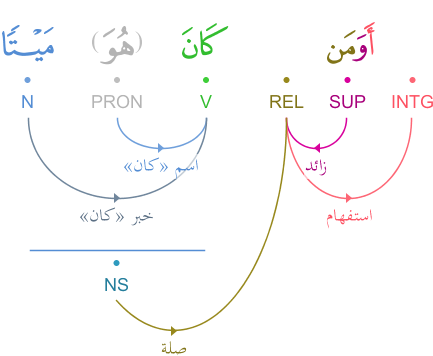 أَوَمَن كَانَ (هُوَ) مَيْتًا
INTG SUP REL V PRON N
زائد اسم «كان»
استفهام خبر «كان»
NS
صلة